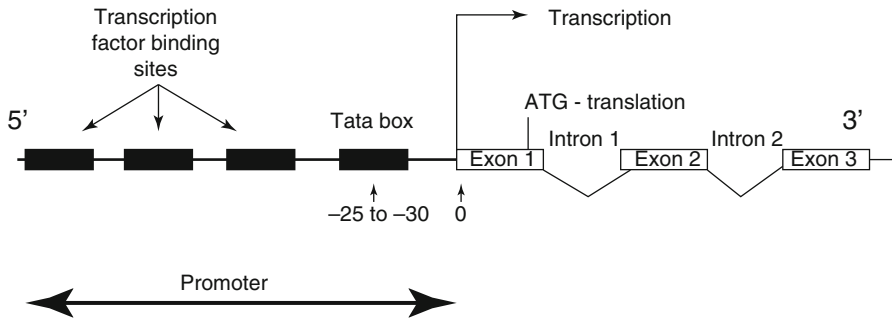 Transcription
factor binding
sites
Transcription
ATG - translation
5’
Tata box
Intron 1
Intron 2
3’
Exon 1
Exon 2
Exon 3
–25 to –30
0
Promoter